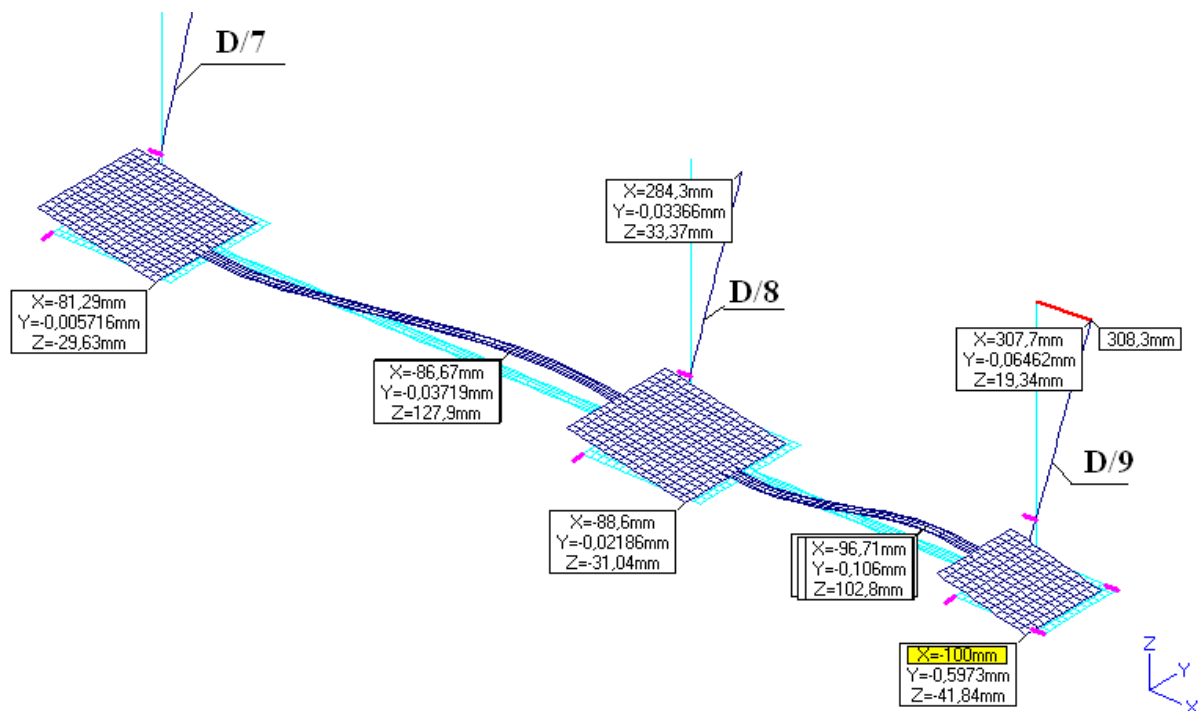 D/7
X=284,3mm
Y=-0,03366mm
Z=33,37mm
D/8
X=-81,29mm
Y=-0,005716mm
Z=-29,63mm
X=307,7mm
Y=-0,06462mm
Z=19,34mm
308,3mm
X=-86,67mm
Y=-0,03719mm
Z=127,9mm
D/9
X=-88,6mm
Y=-0,02186mm
Z=-31,04mm
X=-96,71mm
Y=-0,106mm
Z=102,8mm
X=-100mm
Y=-0,5973mm
Z=-41,84mm
Z
Y
X